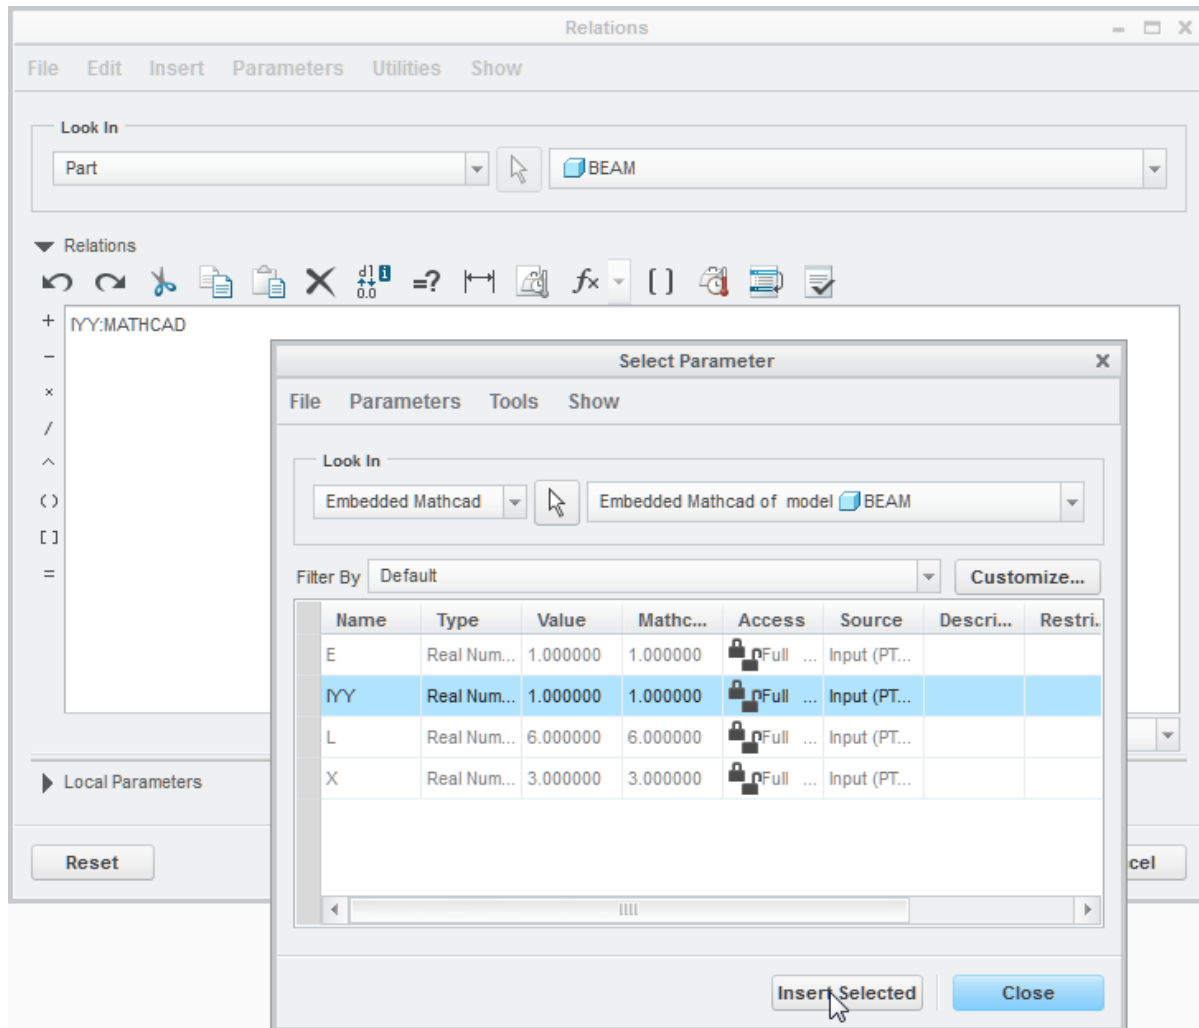 Relations
File Edit Insert Parameters Utilities Show
Look In
Part BEAM
Relations
d1 0.0 =? fx [ ]
+ IYY:MATHCAD
-
×
/
^
( )
[ ]
=
Select Parameter
File Parameters Tools Show
Look In
Embedded Mathcad Embedded Mathcad of model BEAM
Filter By Default Customize...
Name Type Value Mathc... Access Source Descri... Restri..
E Real Num... 1.000000 1.000000 Full ... Input (PT...
IYY Real Num... 1.000000 1.000000 Full ... Input (PT...
L Real Num... 6.000000 6.000000 Full ... Input (PT...
X Real Num... 3.000000 3.000000 Full ... Input (PT...
Local Parameters
Reset cel
Insert Selected Close